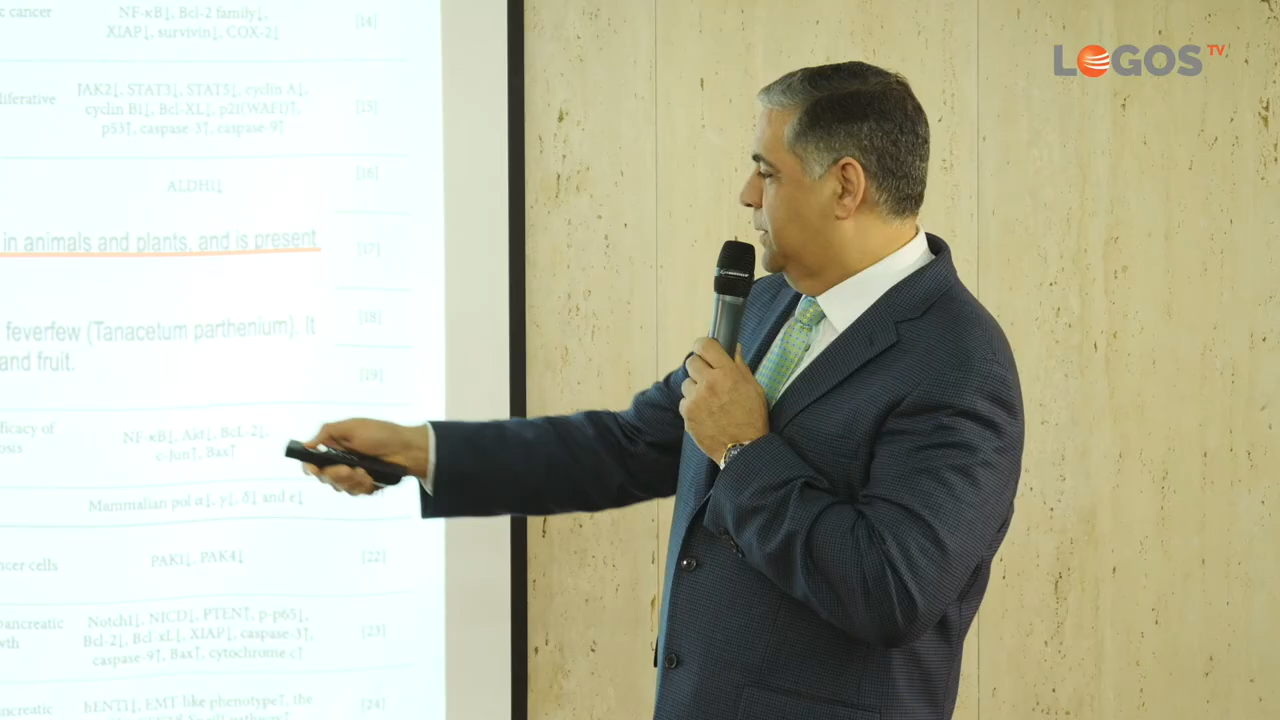 LOGOS TV
c cancer
NF-κB↓, Bcl-2 family↓,
XIAP↓, survivin↓, COX-2↓
[14]
liferative
JAK2↓, STAT3↓, STAT5↓, cyclin A↓,
cyclin B1↓, Bcl-XL↓, p21(WAF1)↑,
p53↑, caspase-3↑, caspase-9↑
[15]
ALDH1↓
[16]
in animals and plants, and is present
[17]
feverfew (Tanacetum parthenium). It
and fruit.
[18]
[19]
ficacy of
osis
NF-κB↓, Akt↓, BcL-2↓,
c-Jun↑, Bax↑
Mammalian pol α↓, γ↓, δ↓ and ε↓
ncer cells
PAK1↓, PAK4↓
[22]
pancreatic
wth
Notch1↓, NICD↓, PTEN↑, p-p65↓,
Bcl-2↓, Bcl-xL↓, XIAP↓, caspase-3↑,
caspase-9↑, Bax↑, cytochrome c↑
[23]
ncreatic
hENT1↓, EMT like phenotype↑, the
[24]